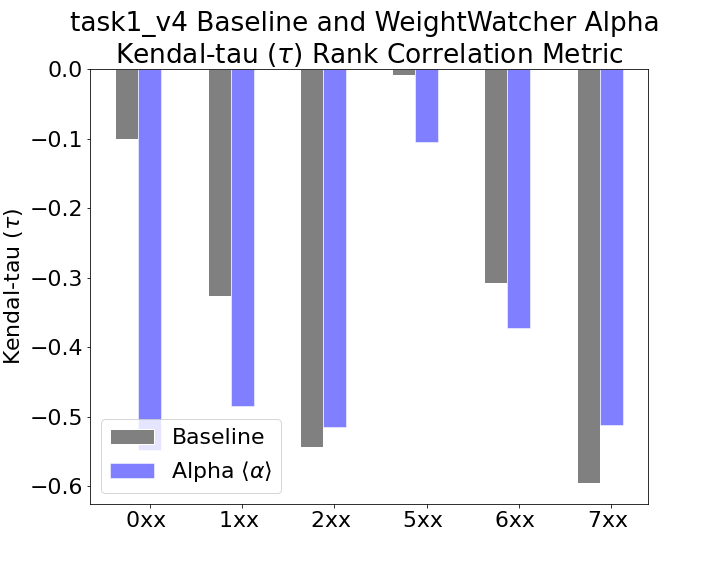 task1_v4 Baseline and WeightWatcher Alpha
Kendal-tau (τ) Rank Correlation Metric
Kendal-tau (τ)
0.0
−0.1
−0.2
−0.3
−0.4
−0.5
−0.6
Baseline
Alpha ⟨α⟩
0xx 1xx 2xx 5xx 6xx 7xx